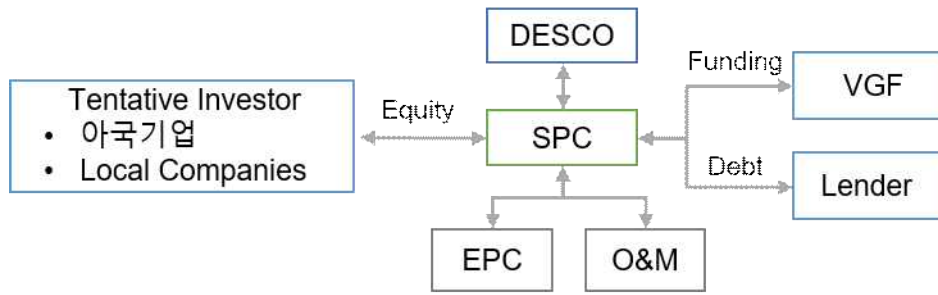 DESCO
Funding
VGF
Tentative Investor
• 아국기업
• Local Companies
Equity
SPC
Debt
Lender
EPC
O&M